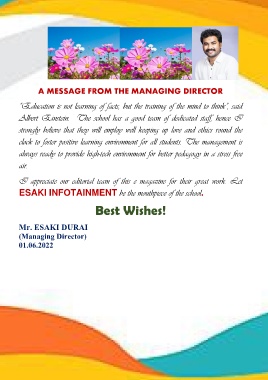 A MESSAGE FROM THE MANAGING DIRECTOR
'Education is not learning of facts, but the training of the mind to think', said
Albert Einstein. The school has a good team of dedicated staff, hence I
strongly believe that they will employ well keeping up love and ethics round the
clock to foster positive learning environment for all students. The management is
always ready to provide high-tech environment for better pedagogy in a stress free
air.
I appreciate our editorial team of this e magazine for their great work. Let
ESAKI INFOTAINMENT be the mouthpiece of the school.
Best Wishes!
Mr. ESAKI DURAI
(Managing Director)
01.06.2022